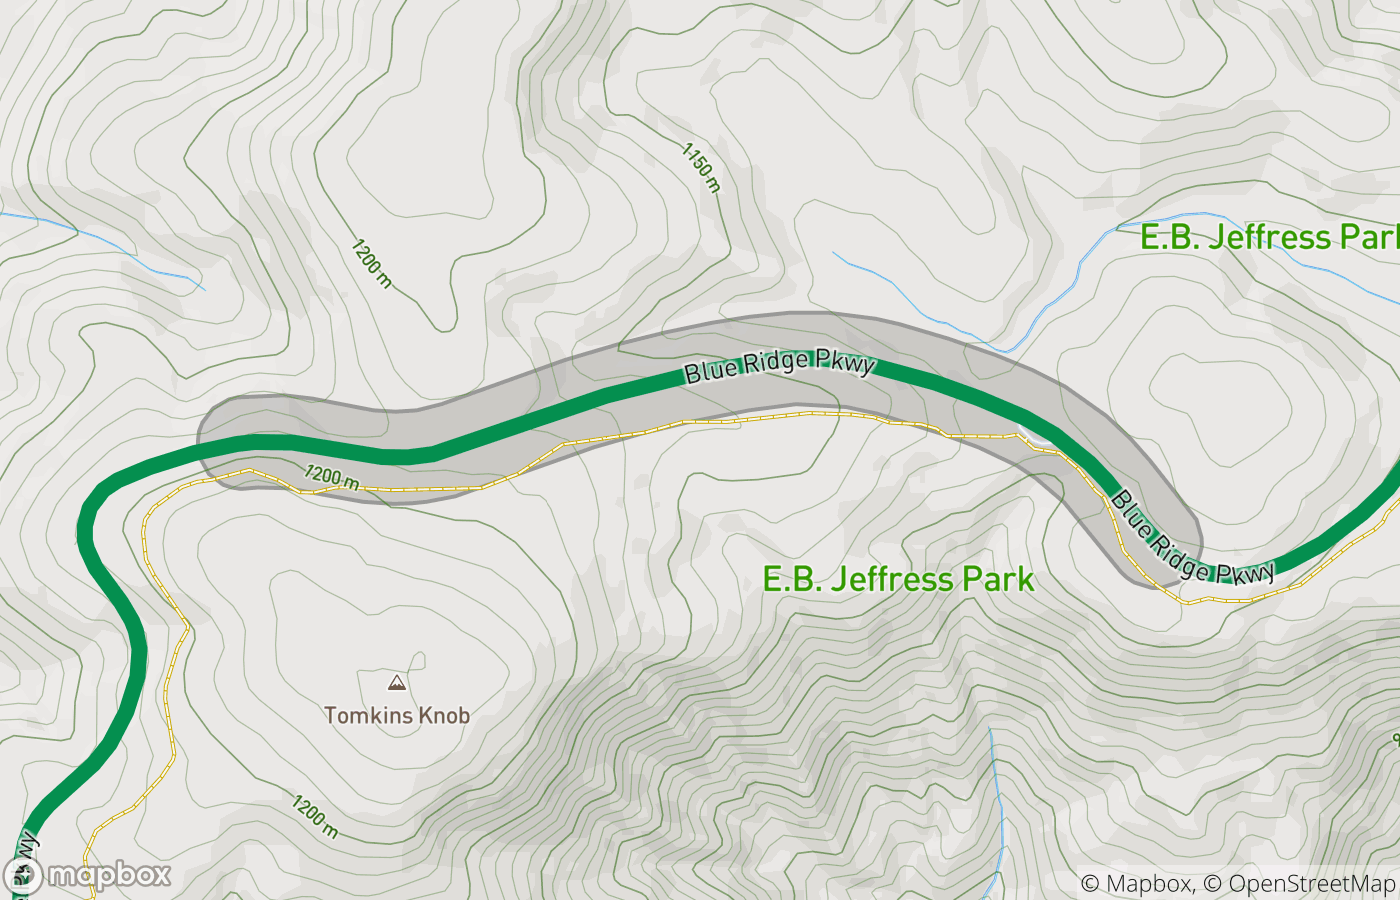 1150 m
E.B. Jeffress Park
1200 m
Blue Ridge Pkwy
1200 m
Blue Ridge Pkwy
E.B. Jeffress Park
Tomkins Knob
1200 m
Pkwy
mapbox
© Mapbox, © OpenStreetMap